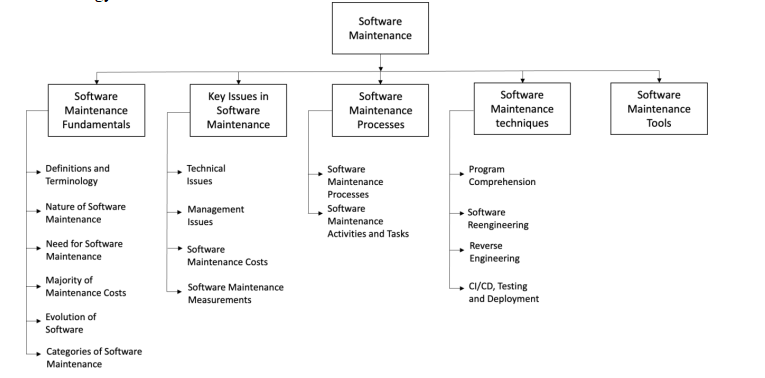 Software
Maintenance
Software
Maintenance
Fundamentals
Key Issues in
Software
Maintenance
Software
Maintenance
Processes
Software
Maintenance
techniques
Software
Maintenance
Tools
Definitions and
Terminology
Nature of Software
Maintenance
Need for Software
Maintenance
Majority of
Maintenance Costs
Evolution of
Software
Categories of Software
Maintenance
Technical
Issues
Management
Issues
Software
Maintenance Costs
Software Maintenance
Measurements
Software
Maintenance
Processes
Software
Maintenance
Activities and Tasks
Program
Comprehension
Software
Reengineering
Reverse
Engineering
CI/CD, Testing
and Deployment